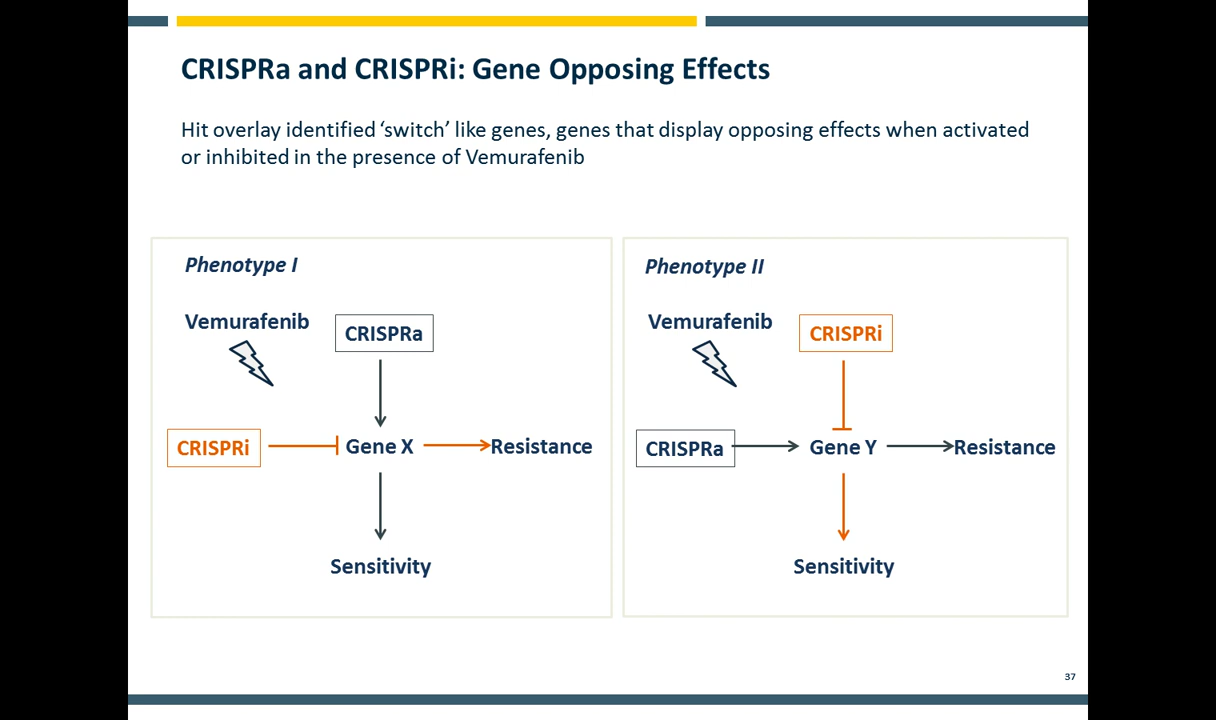 CRISPRa and CRISPRi: Gene Opposing Effects
Hit overlay identified ‘switch’ like genes, genes that display opposing effects when activated
or inhibited in the presence of Vemurafenib
Phenotype I
Vemurafenib
CRISPRa
CRISPRi
Gene X
Resistance
Sensitivity
Phenotype II
Vemurafenib
CRISPRi
CRISPRa
Gene Y
Resistance
Sensitivity
37